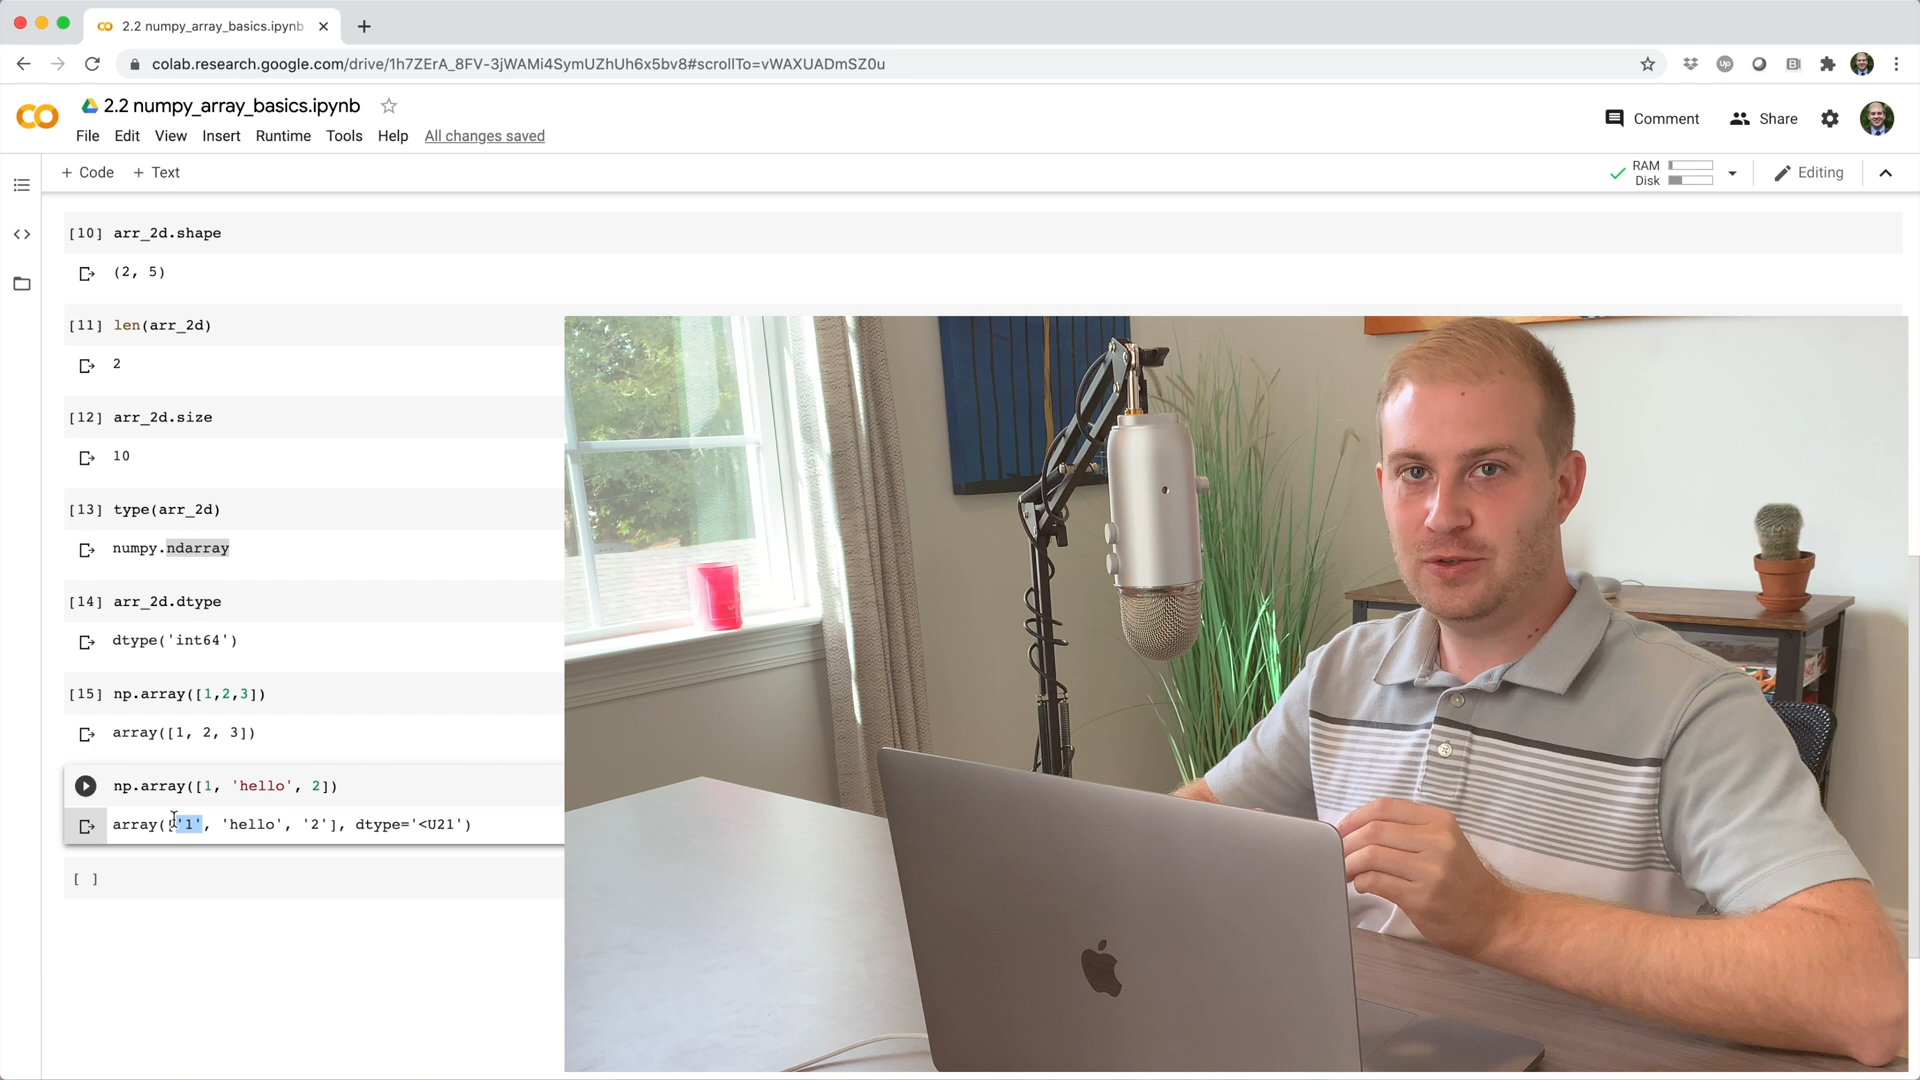 2.2 numpy_array_basics.ipynb
colab.research.google.com/drive/1h7ZErA_8FV-3jWAMi4SymUZhUh6x5bv8#scrollTo=vWAXUADmSZ0u
2.2 numpy_array_basics.ipynb
File Edit View Insert Runtime Tools Help All changes saved
Comment Share
+ Code + Text
RAM
Disk
Editing
[10] arr_2d.shape
(2, 5)
[11] len(arr_2d)
2
[12] arr_2d.size
10
[13] type(arr_2d)
numpy.ndarray
[14] arr_2d.dtype
dtype('int64')
[15] np.array([1,2,3])
array([1, 2, 3])
np.array([1, 'hello', 2])
array(['1', 'hello', '2'], dtype='<U21')
[ ]